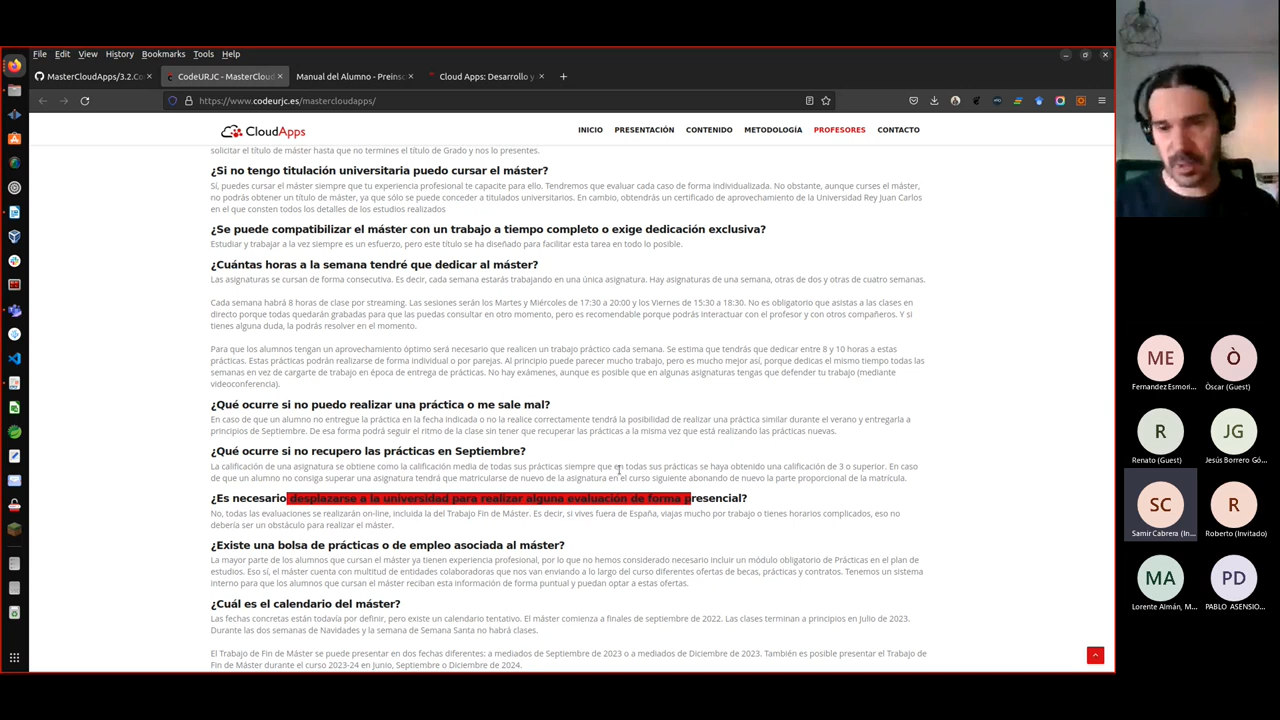 File Edit View History Bookmarks Tools Help
MasterCloudApps/3.2.Co
CodeURJC - MasterCloud
Manual del Alumno - Preinsc
Cloud Apps: Desarrollo y
https://www.codeurjc.es/mastercloudapps/
CloudApps
INICIO PRESENTACIÓN CONTENIDO METODOLOGÍA PROFESORES CONTACTO
solicitar el título de máster hasta que no termines el título de Grado y nos lo presentes.
¿Si no tengo titulación universitaria puedo cursar el máster?
Sí, puedes cursar el máster siempre que tu experiencia profesional te capacite para ello. Tendremos que evaluar cada caso de forma individualizada. No obstante, aunque curses el máster,
no podrás obtener un título de máster, ya que sólo se puede conceder a titulados universitarios. En cambio, obtendrás un certificado de aprovechamiento de la Universidad Rey Juan Carlos
en el que consten todos los detalles de los estudios realizados
¿Se puede compatibilizar el máster con un trabajo a tiempo completo o exige dedicación exclusiva?
Estudiar y trabajar a la vez siempre es un esfuerzo, pero este título se ha diseñado para facilitar esta tarea en todo lo posible.
¿Cuántas horas a la semana tendré que dedicar al máster?
Las asignaturas se cursan de forma consecutiva. Es decir, cada semana estarás trabajando en una única asignatura. Hay asignaturas de una semana, otras de dos y otras de cuatro semanas.
Cada semana habrá 8 horas de clase por streaming. Las sesiones serán los Martes y Miércoles de 17:30 a 20:00 y los Viernes de 15:30 a 18:30. No es obligatorio que asistas a las clases en
directo porque todas quedarán grabadas para que las puedas consultar en otro momento, pero es recomendable porque podrás interactuar con el profesor y con otros compañeros. Y si
tienes alguna duda, la podrás resolver en el momento.
Para que los alumnos tengan un aprovechamiento óptimo será necesario que realicen un trabajo práctico cada semana. Se estima que tendrás que dedicar entre 8 y 10 horas a estas
prácticas. Estas prácticas podrán realizarse de forma individual o por parejas. Al principio puede parecer mucho trabajo, pero es mucho mejor así, porque dedicas el mismo tiempo todas las
semanas en vez de cargarte de trabajo en época de entrega de prácticas. No hay exámenes, aunque es posible que en algunas asignaturas tengas que defender tu trabajo (mediante
videoconferencia).
¿Qué ocurre si no puedo realizar una práctica o me sale mal?
En caso de que un alumno no entregue la práctica en la fecha indicada o no la realice correctamente tendrá la posibilidad de realizar una práctica similar durante el verano y entregarla a
principios de Septiembre. De esa forma podrá seguir el ritmo de la clase sin tener que recuperar las prácticas a la misma vez que está realizando las prácticas nuevas.
¿Qué ocurre si no recupero las prácticas en Septiembre?
La calificación de una asignatura se obtiene como la calificación media de todas sus prácticas siempre que en todas sus prácticas se haya obtenido una calificación de 3 o superior. En caso
de que un alumno no consiga superar una asignatura tendrá que matricularse de nuevo de la asignatura en el curso siguiente abonando de nuevo la parte proporcional de la matrícula.
¿Es necesario desplazarse a la universidad para realizar alguna evaluación de forma presencial?
No, todas las evaluaciones se realizarán on-line, incluida la del Trabajo Fin de Máster. Es decir, si vives fuera de España, viajas mucho por trabajo o tienes horarios complicados, eso no
debería ser un obstáculo para realizar el máster.
¿Existe una bolsa de prácticas o de empleo asociada al máster?
La mayor parte de los alumnos que cursan el máster ya tienen experiencia profesional, por lo que no hemos considerado necesario incluir un módulo obligatorio de Prácticas en el plan de
estudios. Eso sí, el máster cuenta con multitud de entidades colaboradoras que nos van enviando a lo largo del curso diferentes ofertas de becas, prácticas y contratos. Tenemos un sistema
interno para que los alumnos que cursan el máster reciban esta información de forma puntual y puedan optar a estas ofertas.
¿Cuál es el calendario del máster?
Las fechas concretas están todavía por definir, pero existe un calendario tentativo. El máster comienza a finales de septiembre de 2022. Las clases terminan a principios en Julio de 2023.
Durante las dos semanas de Navidades y la semana de Semana Santa no habrá clases.
El Trabajo de Fin de Máster se puede presentar en dos fechas diferentes: a mediados de Septiembre de 2023 o a mediados de Diciembre de 2023. También es posible presentar el Trabajo de
Fin de Máster durante el curso 2023-24 en Junio, Septiembre o Diciembre de 2024.
ME
Fernandez Esmori...
Ò
Òscar (Guest)
R
Renato (Guest)
JG
Jesús Borrero Gó...
SC
Samir Cabrera (In...
R
Roberto (Invitado)
MA
Lorente Almán, M...
PD
PABLO ASENSIO...